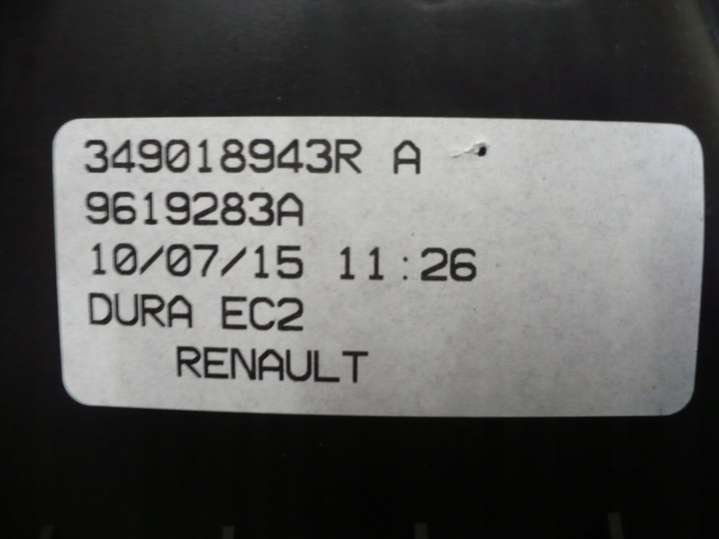 349018943R A
9619283A
10/07/15 11:26
DURA EC2
RENAULT